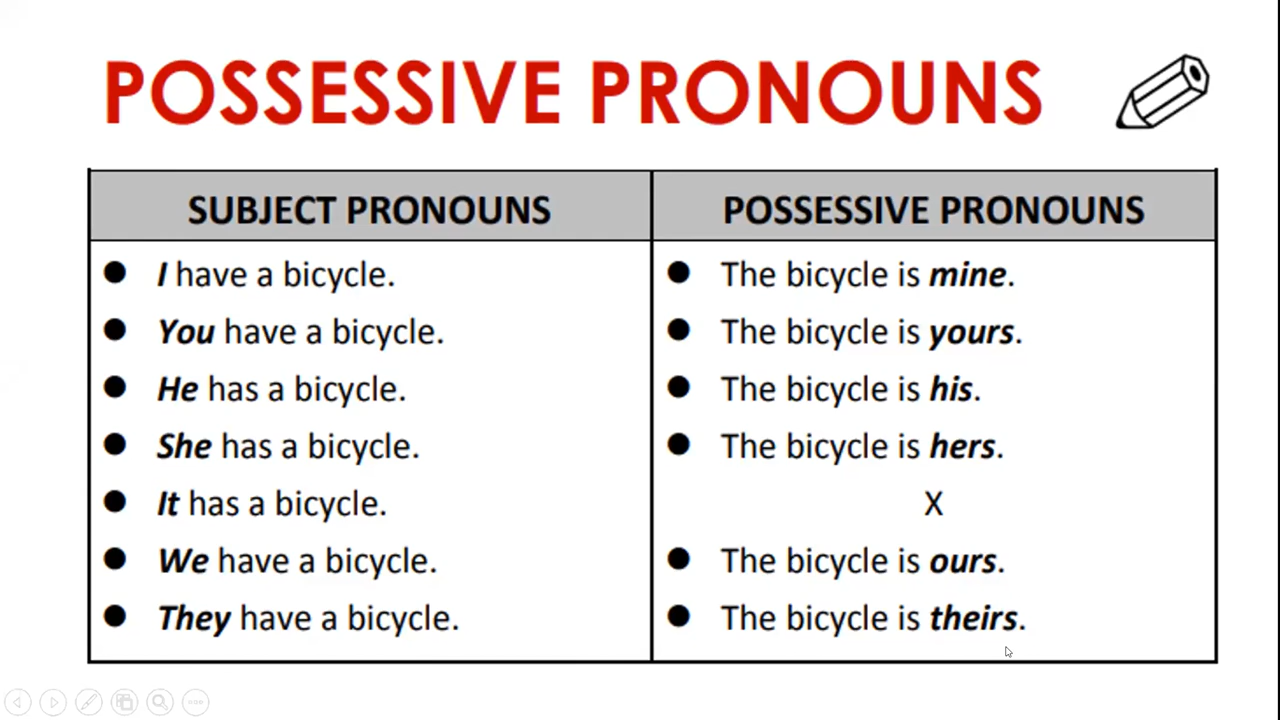 POSSESSIVE PRONOUNS
SUBJECT PRONOUNS
I have a bicycle.
You have a bicycle.
He has a bicycle.
She has a bicycle.
It has a bicycle.
We have a bicycle.
They have a bicycle.
POSSESSIVE PRONOUNS
The bicycle is mine.
The bicycle is yours.
The bicycle is his.
The bicycle is hers.
X
The bicycle is ours.
The bicycle is theirs.